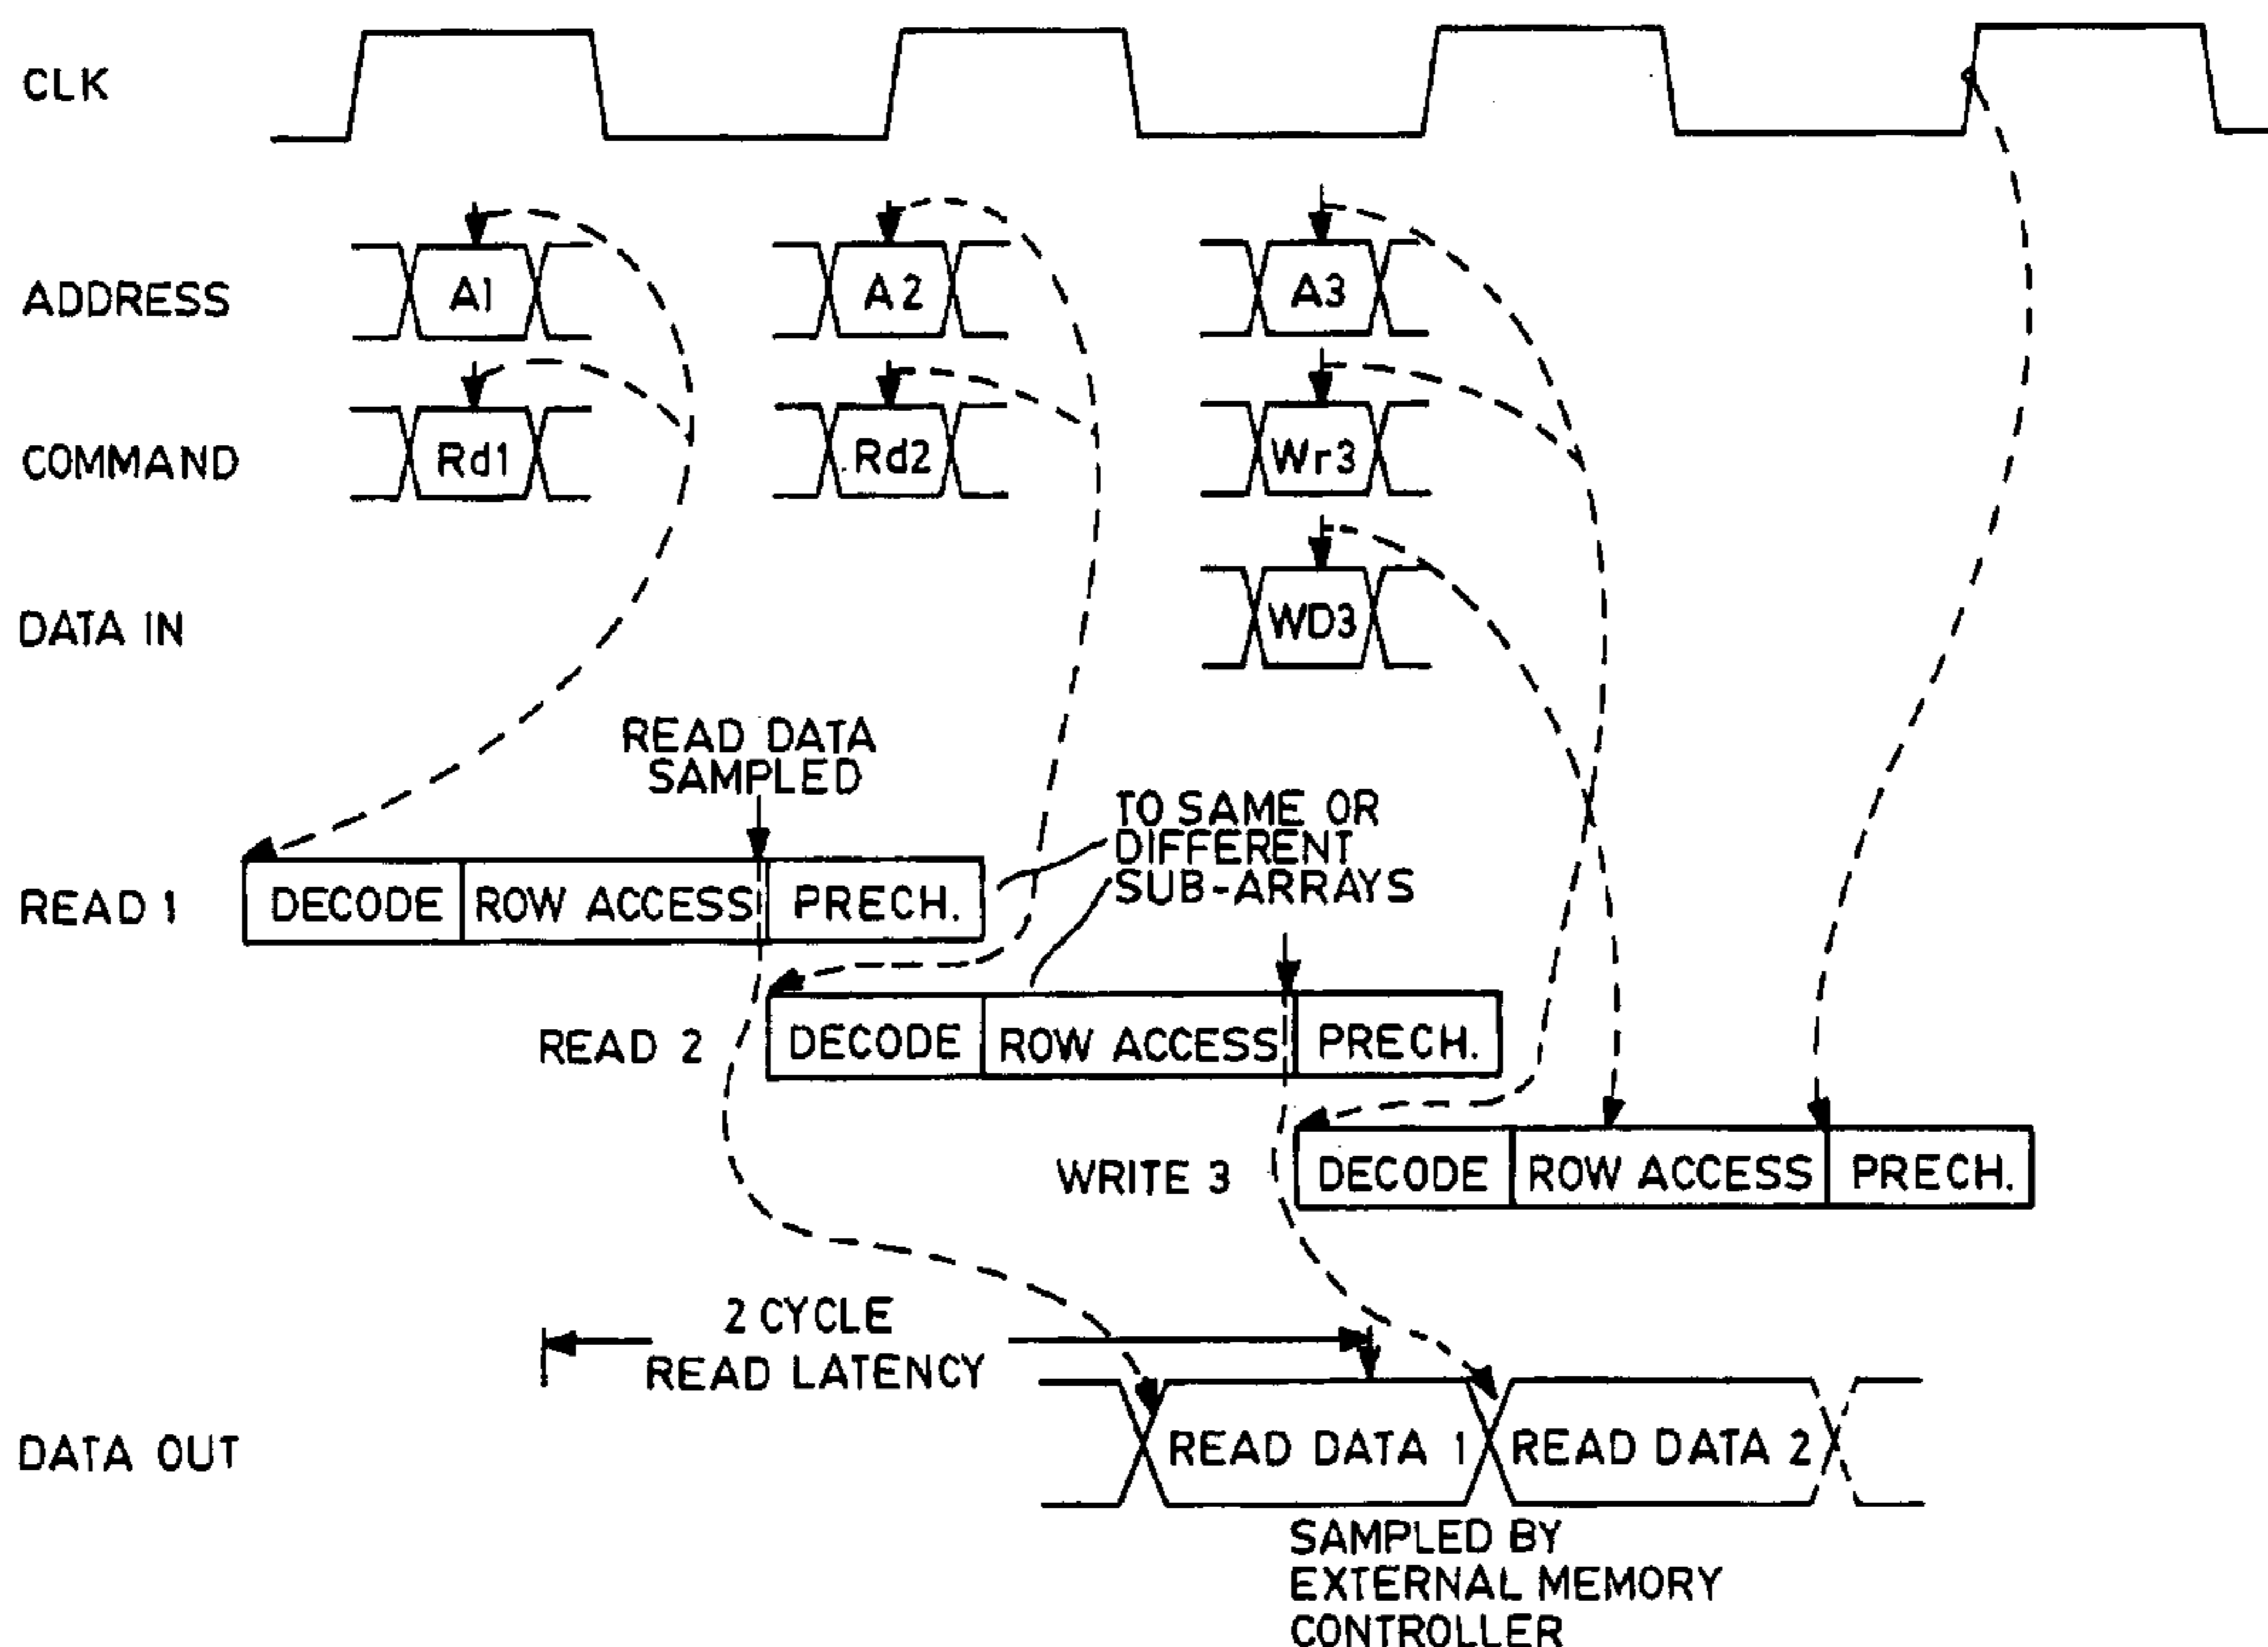 CLK
ADDRESS
A1
A2
A3
COMMAND
Rd1
Rd2
Wr3
DATA IN
WD3
READ DATA
SAMPLED
TO SAME OR
DIFFERENT
SUB-ARRAYS
READ 1
DECODE
ROW ACCESS
PRECH.
READ 2
DECODE
ROW ACCESS
PRECH.
WRITE 3
DECODE
ROW ACCESS
PRECH.
2 CYCLE
READ LATENCY
DATA OUT
READ DATA 1
READ DATA 2
SAMPLED BY
EXTERNAL MEMORY
CONTROLLER